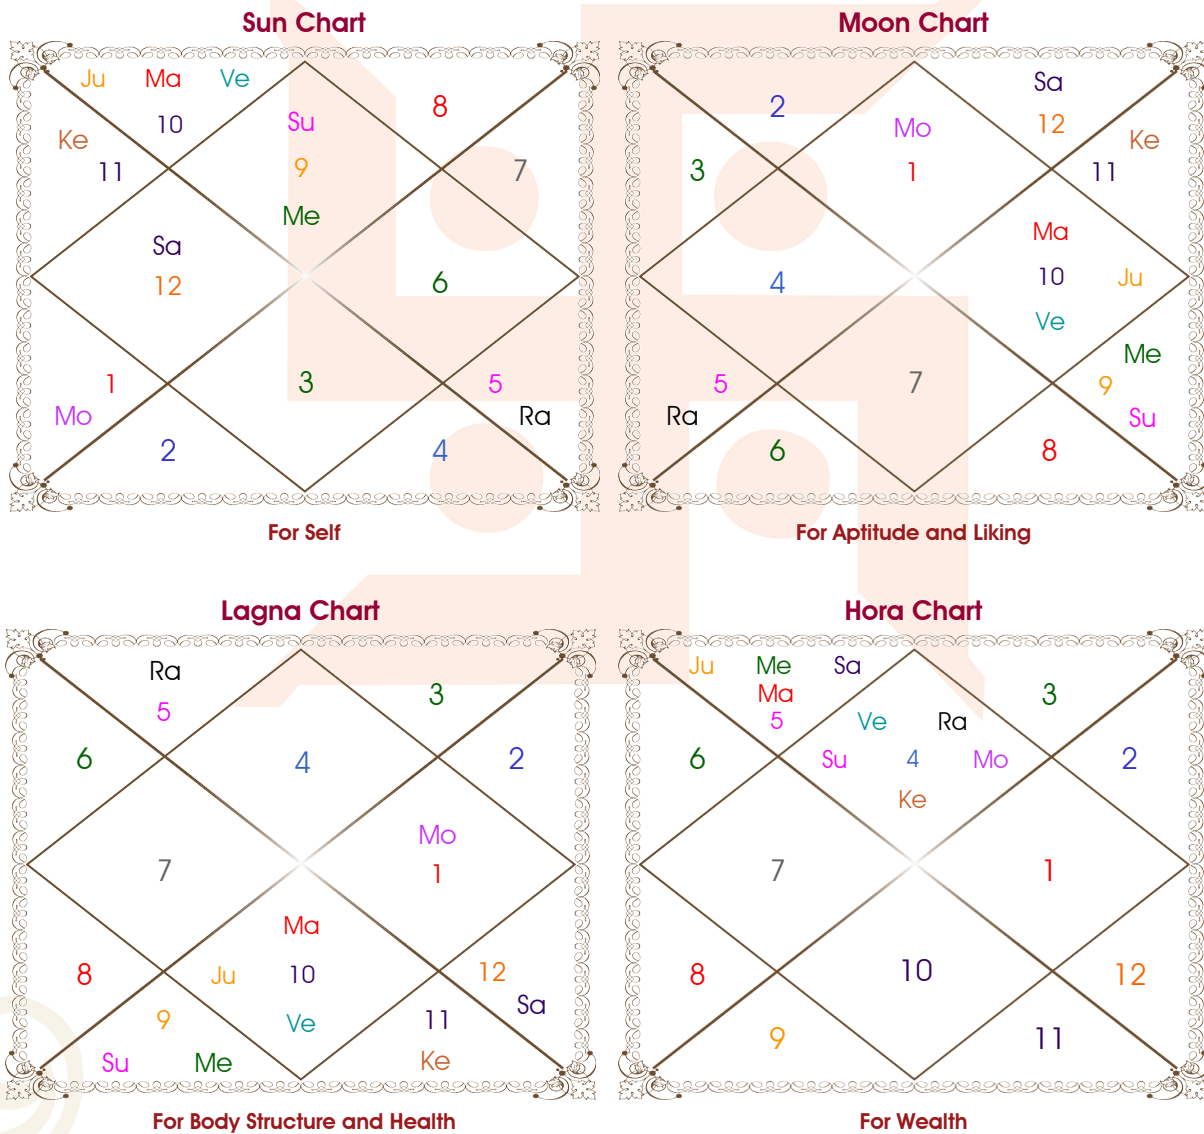 Sun Chart
Ju Ma Ve
8
10
Su
Ke
11
9
7
Me
Sa
12
6
1
3
5
Mo
Ra
2
4
For Self
Moon Chart
Sa
2
12
Mo
Ke
3
1
11
Ma
4
10
Ju
Ve
Me
5
7
9
Ra
Su
6
8
For Aptitude and Liking
Lagna Chart
Ra
3
5
6
4
2
Mo
7
1
Ma
8
Ju
10
12
Sa
9
Ve
11
Su
Me
Ke
For Body Structure and Health
Hora Chart
Ju Me Sa
Ma
3
5
Ve
Ra
6
Su
4
Mo
2
Ke
7
1
8
10
12
9
11
For Wealth